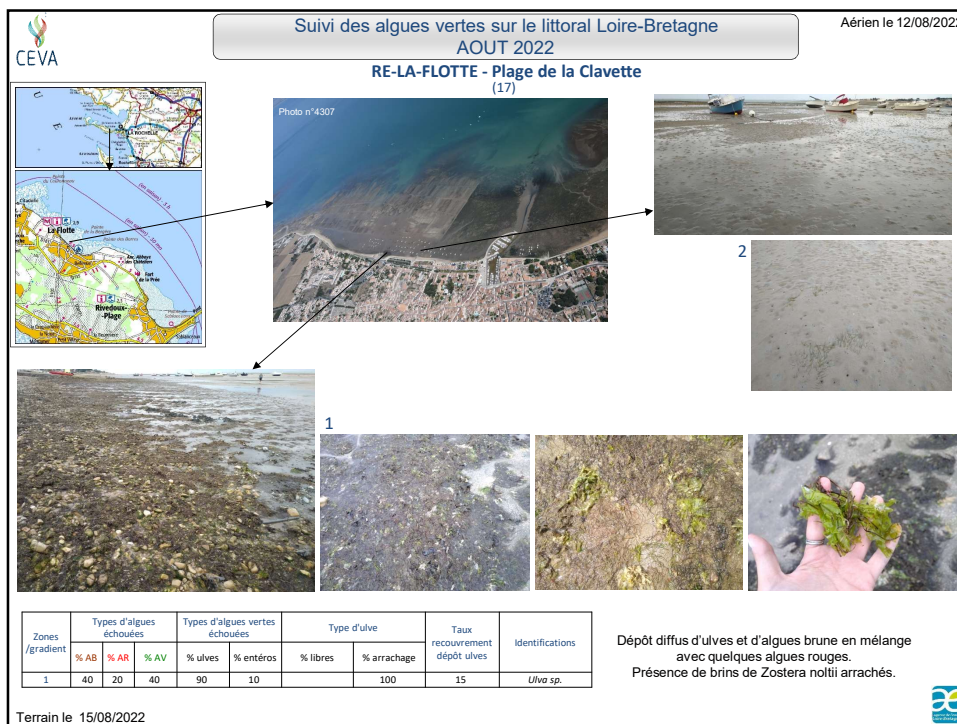 CEVA
Suivi des algues vertes sur le littoral Loire-Bretagne
AOUT 2022
Aérien le 12/08/2022
RE-LA-FLOTTE - Plage de la Clavette
(17)
Photo n°4307
LA ROCHELLE
La Flotte
Fort
de la Prée
Rivedoux-
Plage
2
1
Zones
/gradient
Types d'algues
échouées
Types d'algues vertes
échouées
Type d'ulve
Taux
recouvrement
dépôt ulves
Identifications
% AB % AR % AV % ulves % entéros % libres % arrachage
1 40 20 40 90 10 100 15 Ulva sp.
Dépôt diffus d'ulves et d'algues brune en mélange
avec quelques algues rouges.
Présence de brins de Zostera noltii arrachés.
Terrain le 15/08/2022